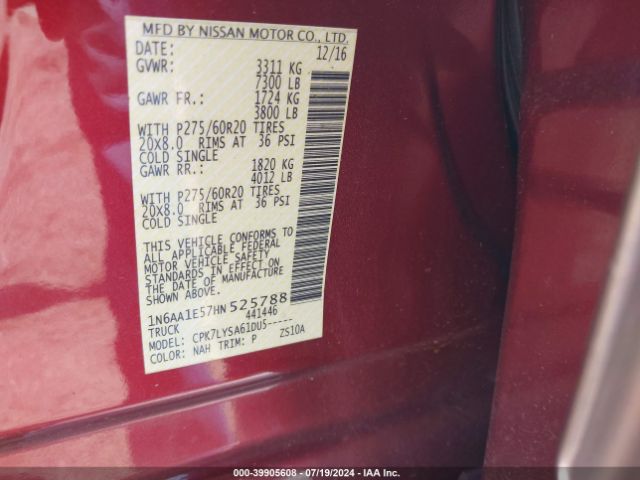 MFD BY NISSAN MOTOR CO., LTD.
DATE: 12/16
GVWR: 3311 KG
7300 LB
GAWR FR.: 1724 KG
3800 LB
WITH P275/60R20 TIRES
20X8.0 RIMS AT 36 PSI
COLD SINGLE
GAWR RR.: 1820 KG
4012 LB
WITH P275/60R20 TIRES
20X8.0 RIMS AT 36 PSI
COLD SINGLE
THIS VEHICLE CONFORMS TO
ALL APPLICABLE FEDERAL
MOTOR VEHICLE SAFETY
STANDARDS IN EFFECT ON
THE DATE OF MANUFACTURE
SHOWN ABOVE.
1N6AA1E57HN 525788
TRUCK 441446
MODEL: CPK7LYSA61DUS-----
COLOR: NAH TRIM: P ZS10A
000-39905608 - 07/19/2024 - IAA Inc.